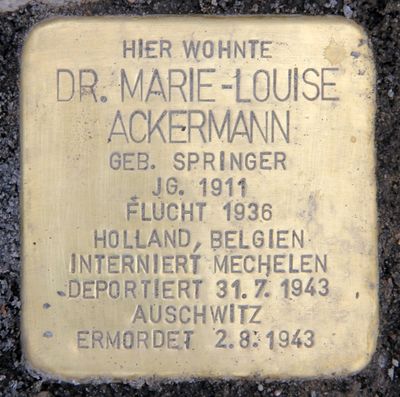 HIER WOHNTE
DR. MARIE-LOUISE
ACKERMANN
GEB. SPRINGER
JG. 1911
FLUCHT 1936
HOLLAND, BELGIEN
INTERNIERT MECHELEN
DEPORTIERT 31.7.1943
AUSCHWITZ
ERMORDET 2.8.1943